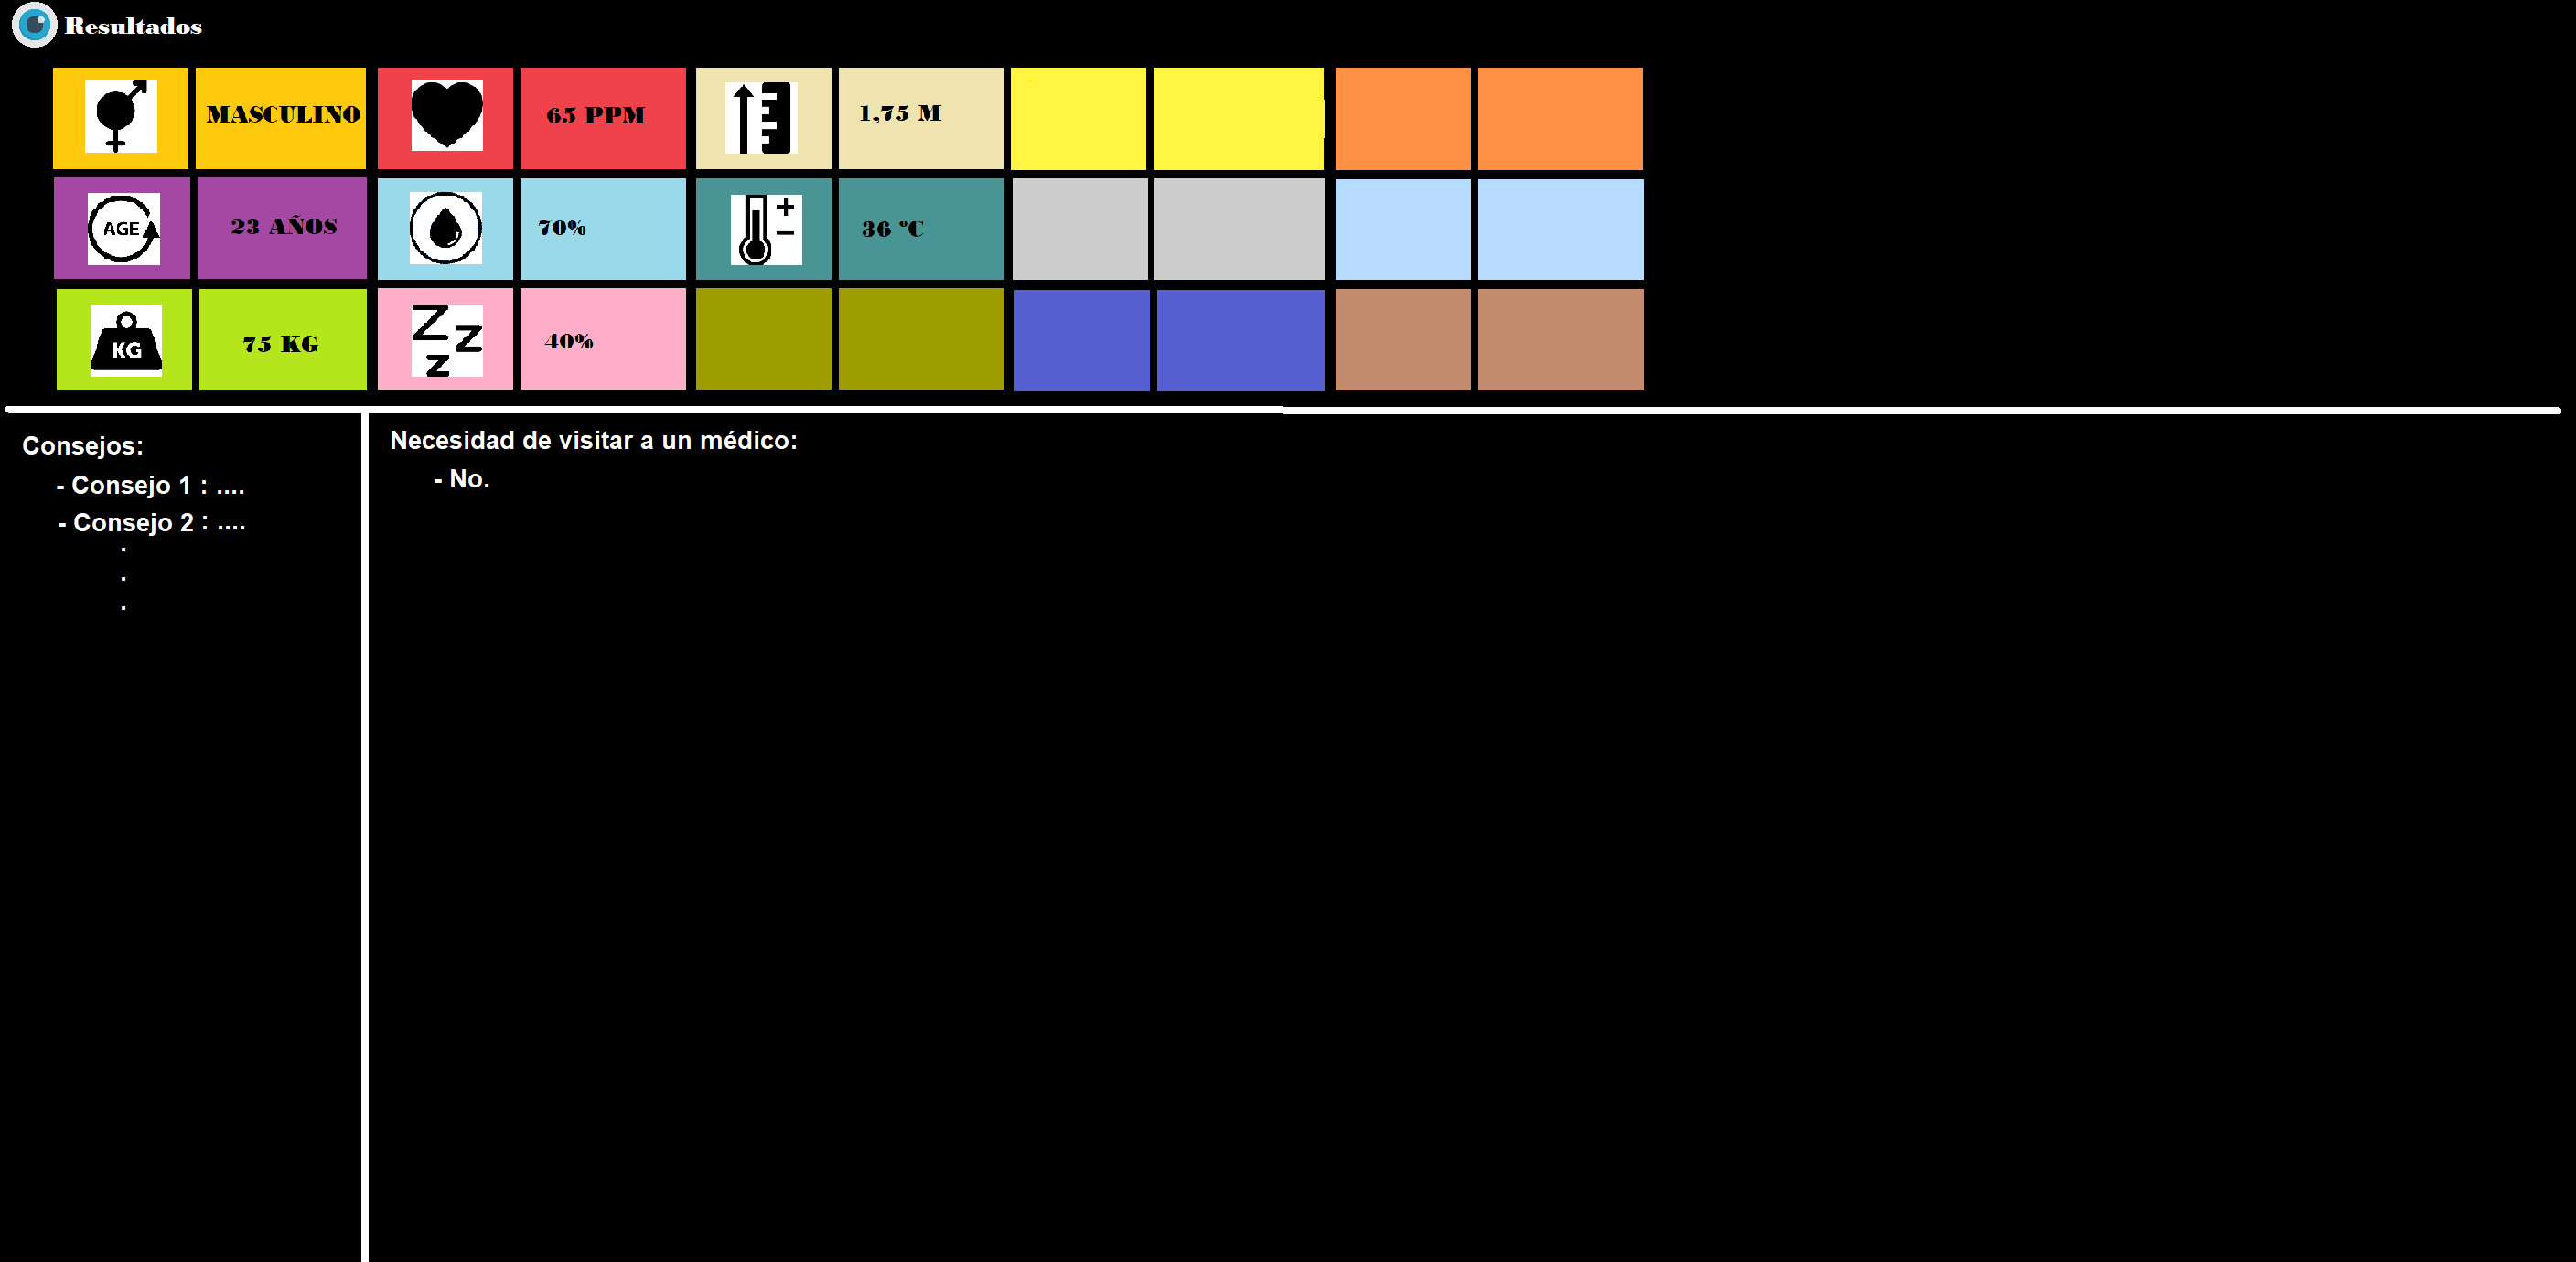 Resultados
MASCULINO
65 PPM
1,75 M
AGE
23 AÑOS
70%
36 ºC
KG
75 KG
Z
Z
Z
40%
Consejos:
- Consejo 1 : ....
- Consejo 2 : ....
.
.
.
Necesidad de visitar a un médico:
- No.